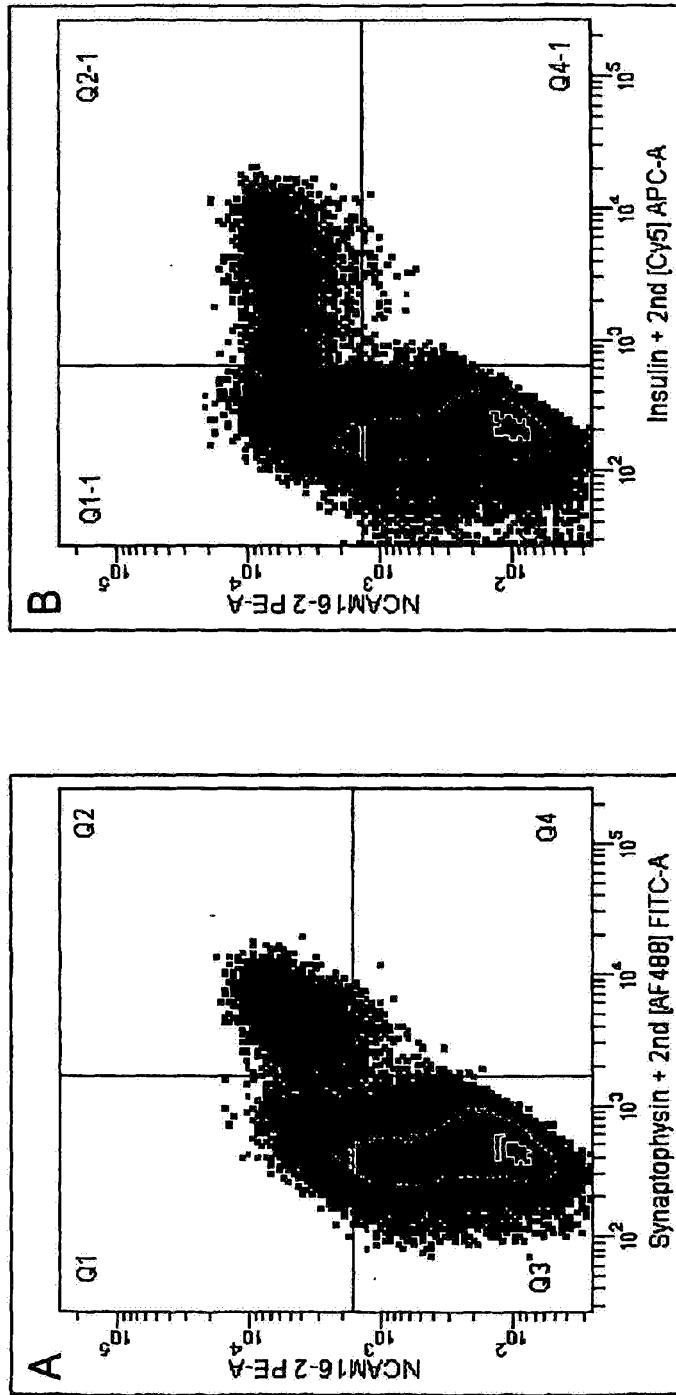 A
Q1
Q2
Q3
Q4
NCAM16-2 PE-A
10^5
10^4
10^3
10^2
10^2
10^3
10^4
10^5
Synaptophysin + 2nd [AF488] FITC-A
B
Q1-1
Q2-1
Q4-1
NCAM16-2 PE-A
10^5
10^4
10^3
10^2
10^2
10^3
10^4
10^5
Insulin + 2nd [Cy5] APC-A